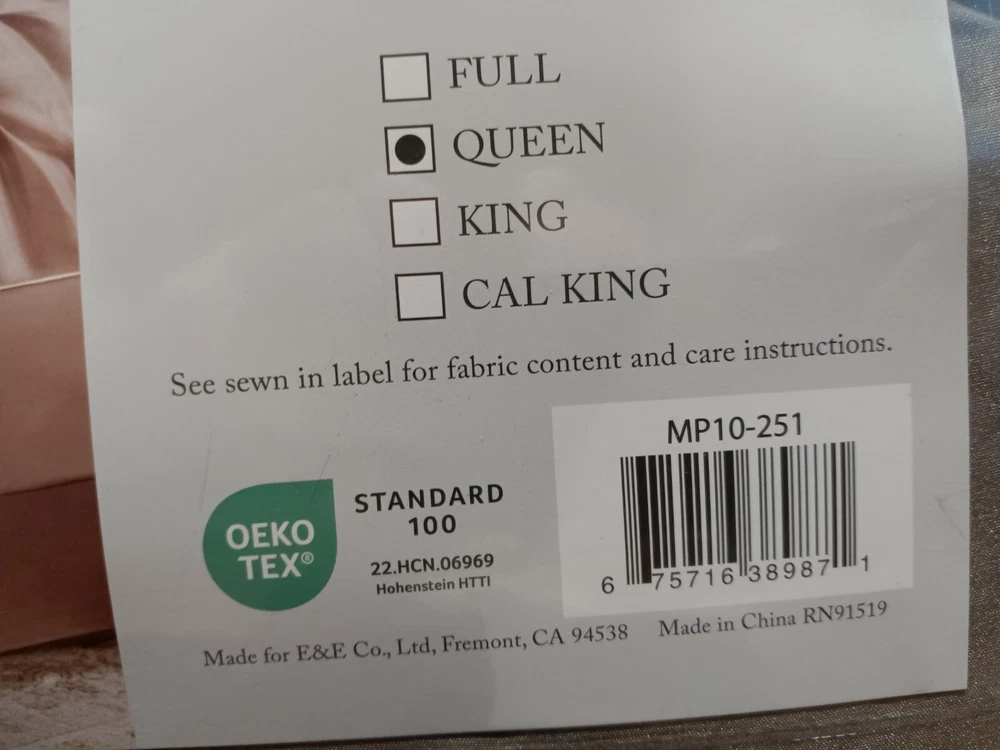 FULL
QUEEN
KING
CAL KING
See sewn in label for fabric content and care instructions.
MP10-251
6 75716 38987 1
OEKO
TEX®
STANDARD
100
22.HCN.06969
Hohenstein HTTI
Made for E&E Co., Ltd, Fremont, CA 94538 Made in China RN91519